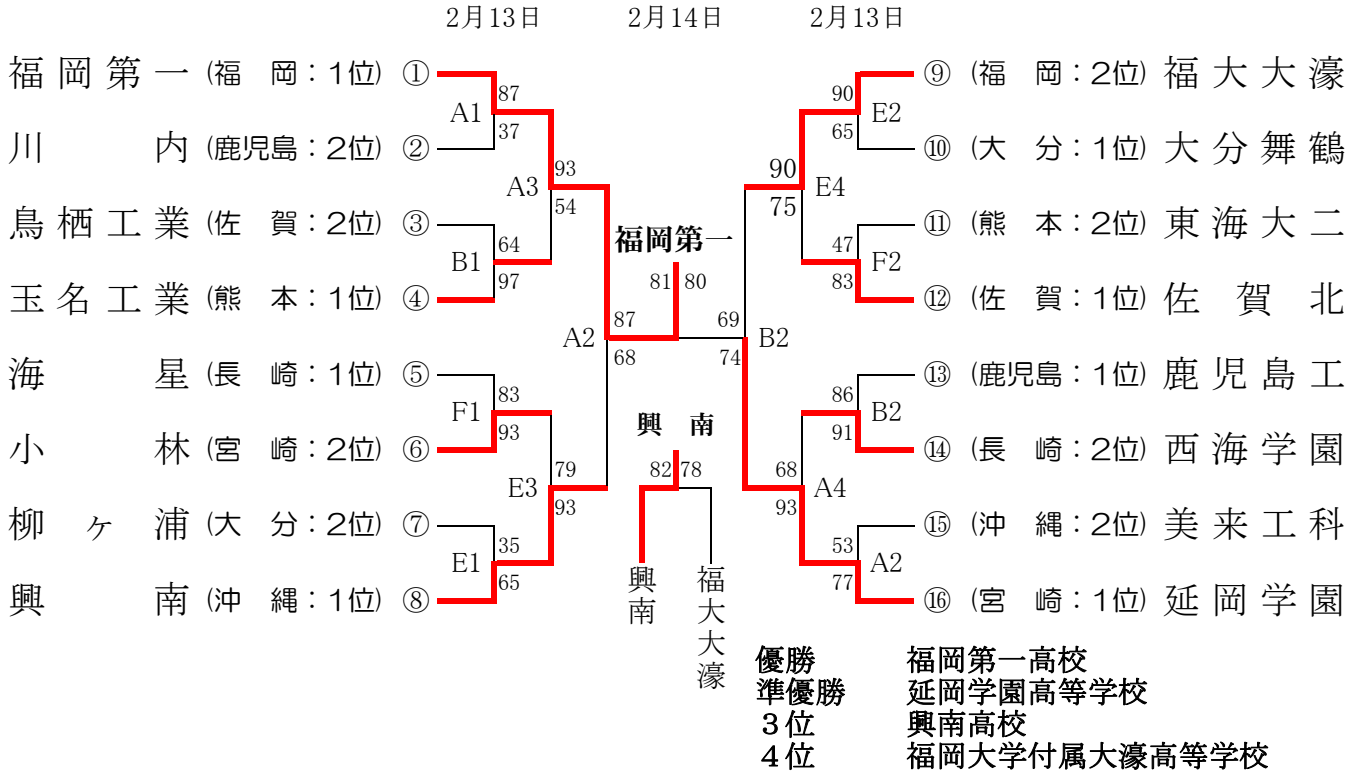 2月13日 2月14日 2月13日
福岡第一 (福 岡：1位) ① ⑨ (福 岡：2位) 福大大濠
87 90
A1 E2
37 65
川 内 (鹿児島：2位) ② ⑩ (大 分：1位) 大分舞鶴
93 90
A3 E4
54 75
鳥栖工業 (佐 賀：2位) ③ ⑪ (熊 本：2位) 東海大二
福岡第一
64 47
B1 F2
97 81 80 83
玉名工業 (熊 本：1位) ④ ⑫ (佐 賀：1位) 佐賀北
87 69
A2 B2
68 74
海 星 (長 崎：1位) ⑤ ⑬ (鹿児島：1位) 鹿児島工
83 86
F1 B2
93 興 南 91
小 林 (宮 崎：2位) ⑥ ⑭ (長 崎：2位) 西海学園
79 82 78 68
E3 A4
93 93
柳ヶ浦 (大 分：2位) ⑦ ⑮ (沖 縄：2位) 美来工科
35 53
E1 A2
65 77
興南 福大大濠
興 南 (沖 縄：1位) ⑧ ⑯ (宮 崎：1位) 延岡学園
優勝 福岡第一高校
準優勝 延岡学園高等学校
３位 興南高校
４位 福岡大学付属大濠高等学校